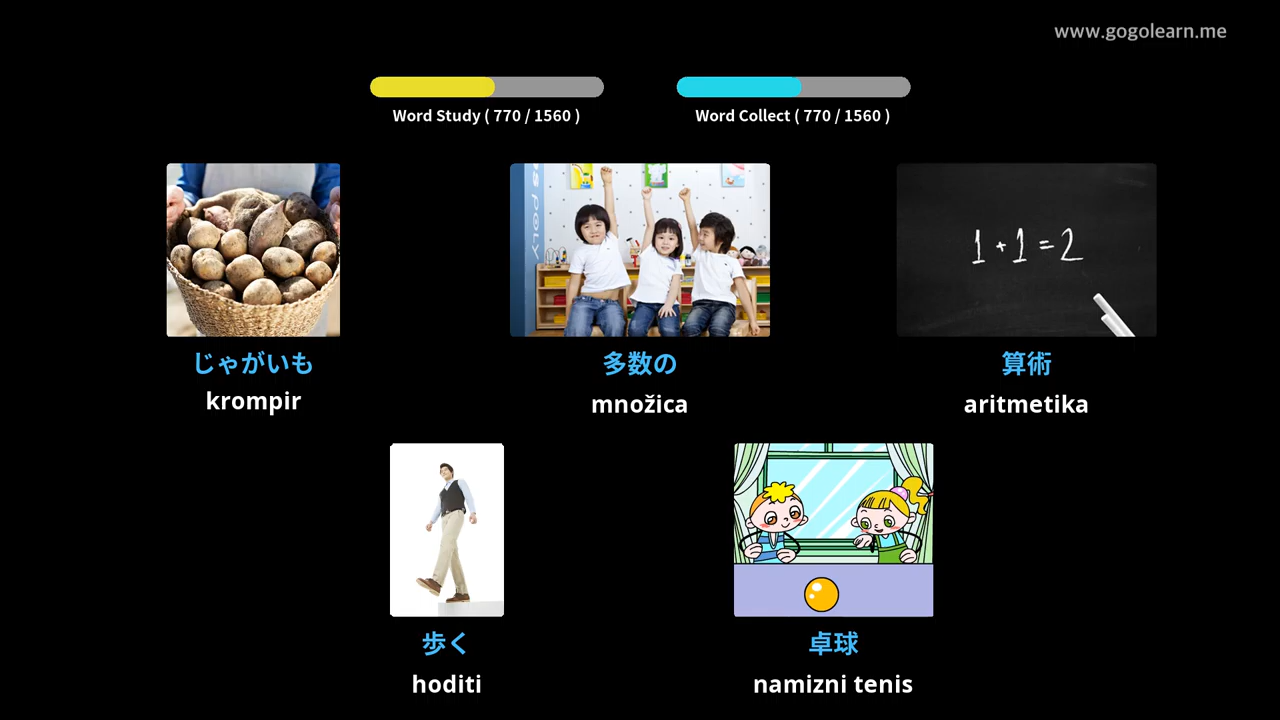 www.gogolearn.me
Word Study ( 770 / 1560 )
Word Collect ( 770 / 1560 )
POLY
1+1=2
じゃがいも
krompir
多数の
množica
算術
aritmetika
歩く
hoditi
卓球
namizni tenis